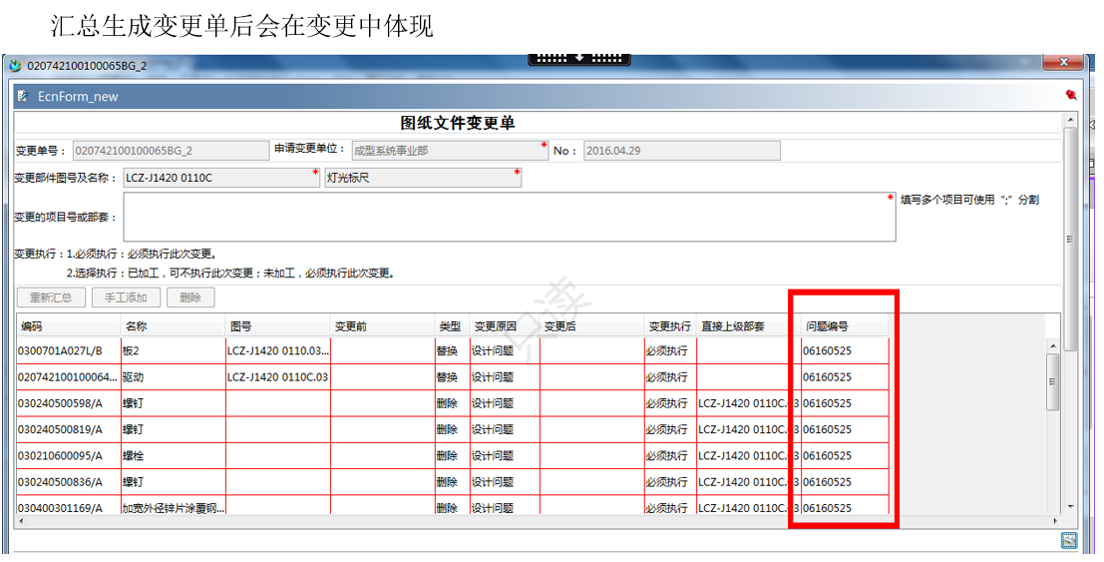 汇总生成变更单后会在变更中体现
020742100100065BG_2
EcnForm_new
图纸文件变更单
变更单号： 020742100100065BG_2 申请变更单位： 成型系统事业部 * No： 2016.04.29
变更部件图号及名称： LCZ-J1420 0110C * 灯光标尺 *
变更的项目号或部套： * 填写多个项目可使用 “;” 分割
变更执行：1.必须执行：必须执行此次变更。
2.选择执行：已加工，可不执行此次变更；未加工，必须执行此次变更。
重新汇总 手工添加 删除
编码 名称 图号 变更前 类型 变更原因 变更后 变更执行 直接上级部套 问题编号
0300701A027L/B 板2 LCZ-J1420 0110.03... 替换 设计问题 必须执行 06160525
020742100100064... 驱动 LCZ-J1420 0110C.03 替换 设计问题 必须执行 06160525
030240500598/A 螺钉 删除 设计问题 必须执行 LCZ-J1420 0110C.03 06160525
030240500819/A 螺钉 删除 设计问题 必须执行 LCZ-J1420 0110C.03 06160525
030210600095/A 螺栓 删除 设计问题 必须执行 LCZ-J1420 0110C.03 06160525
030240500836/A 螺钉 删除 设计问题 必须执行 LCZ-J1420 0110C.03 06160525
030400301169/A 加宽外径锌片涂覆钢... 删除 设计问题 必须执行 LCZ-J1420 0110C.03 06160525
只读